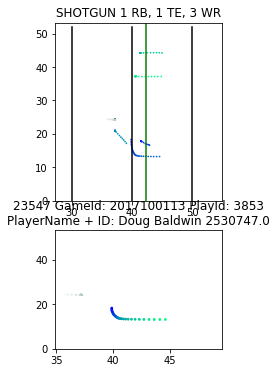 SHOTGUN 1 RB, 1 TE, 3 WR
50
40
30
20
10
0
30 40 50
23547 GameId: 2017100113 PlayId: 3853
PlayerName + ID: Doug Baldwin 2530747.0
40
20
0
35 40 45